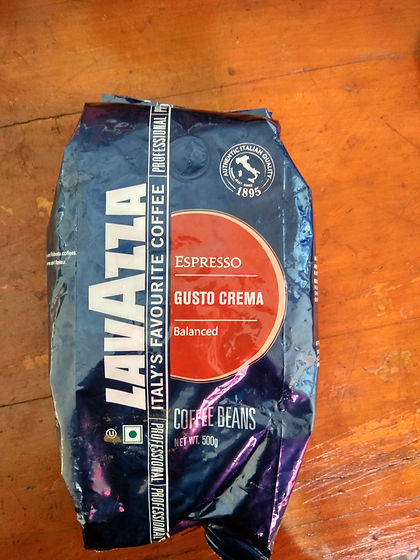 LAVAZZA
ITALY'S FAVOURITE COFFEE
PROFESSIONAL
PROFESSIONAL
PROFESSIONAL
AUTHENTIC ITALIAN QUALITY
1895
ESPRESSO
GUSTO CREMA
Balanced
COFFEE BEANS
NET WT. 500g
U